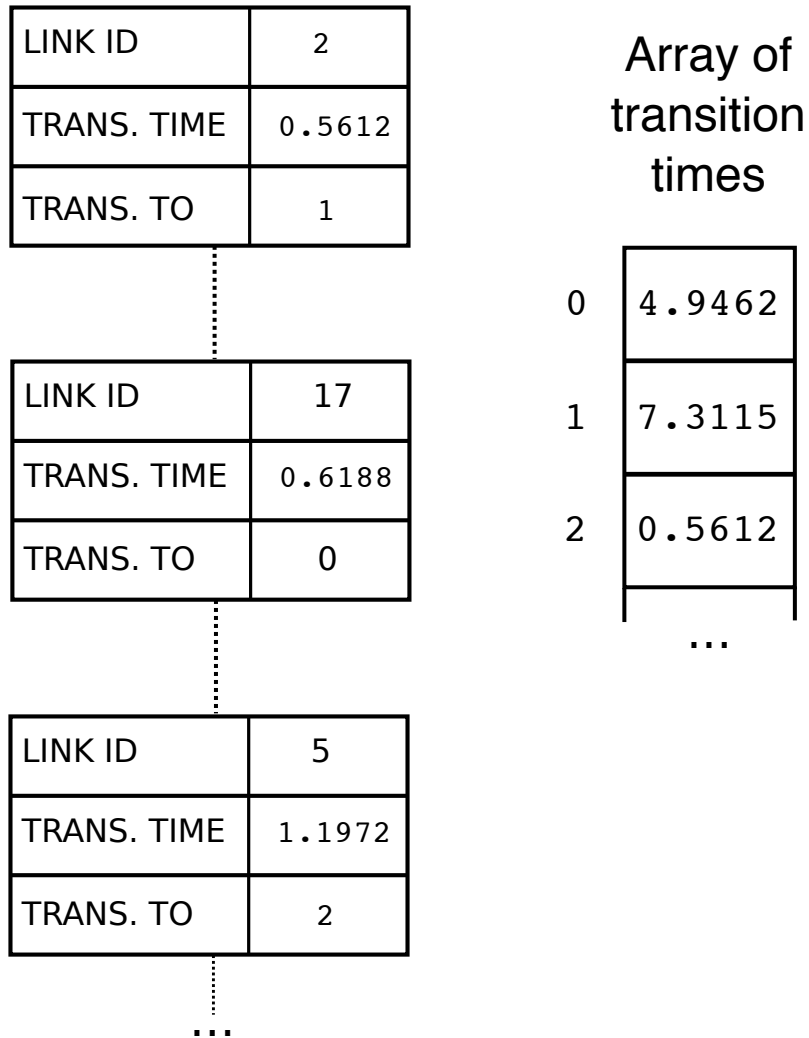 LINK ID 2
TRANS. TIME 0.5612
TRANS. TO 1
LINK ID 17
TRANS. TIME 0.6188
TRANS. TO 0
LINK ID 5
TRANS. TIME 1.1972
TRANS. TO 2
...
Array of
transition
times
0 4.9462
1 7.3115
2 0.5612
...